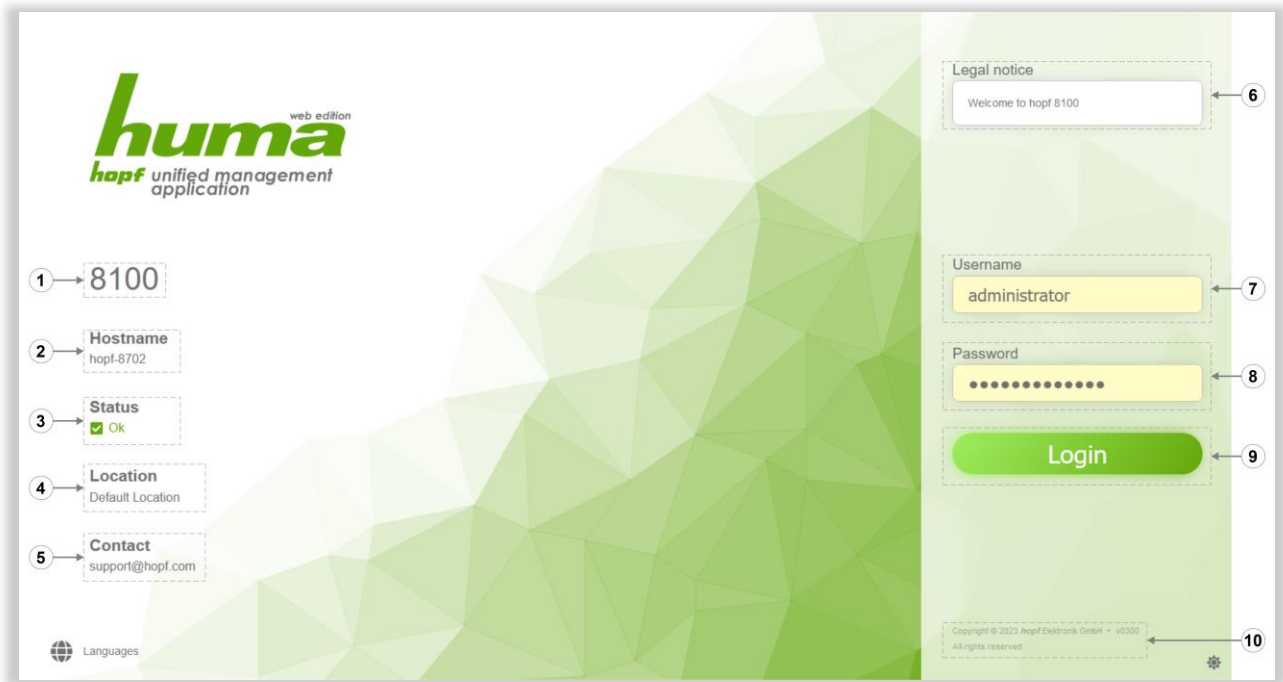 huma
web edition
hopf unified management
application
1
8100
2
Hostname
hopf-8702
3
Status
Ok
4
Location
Default Location
5
Contact
support@hopf.com
Languages
Legal notice
Welcome to hopf 8100
6
Username
administrator
7
Password
●●●●●●●●●●●●●
8
Login
9
Copyright © 2023 hopf Elektronik GmbH • v0300
All rights reserved
10